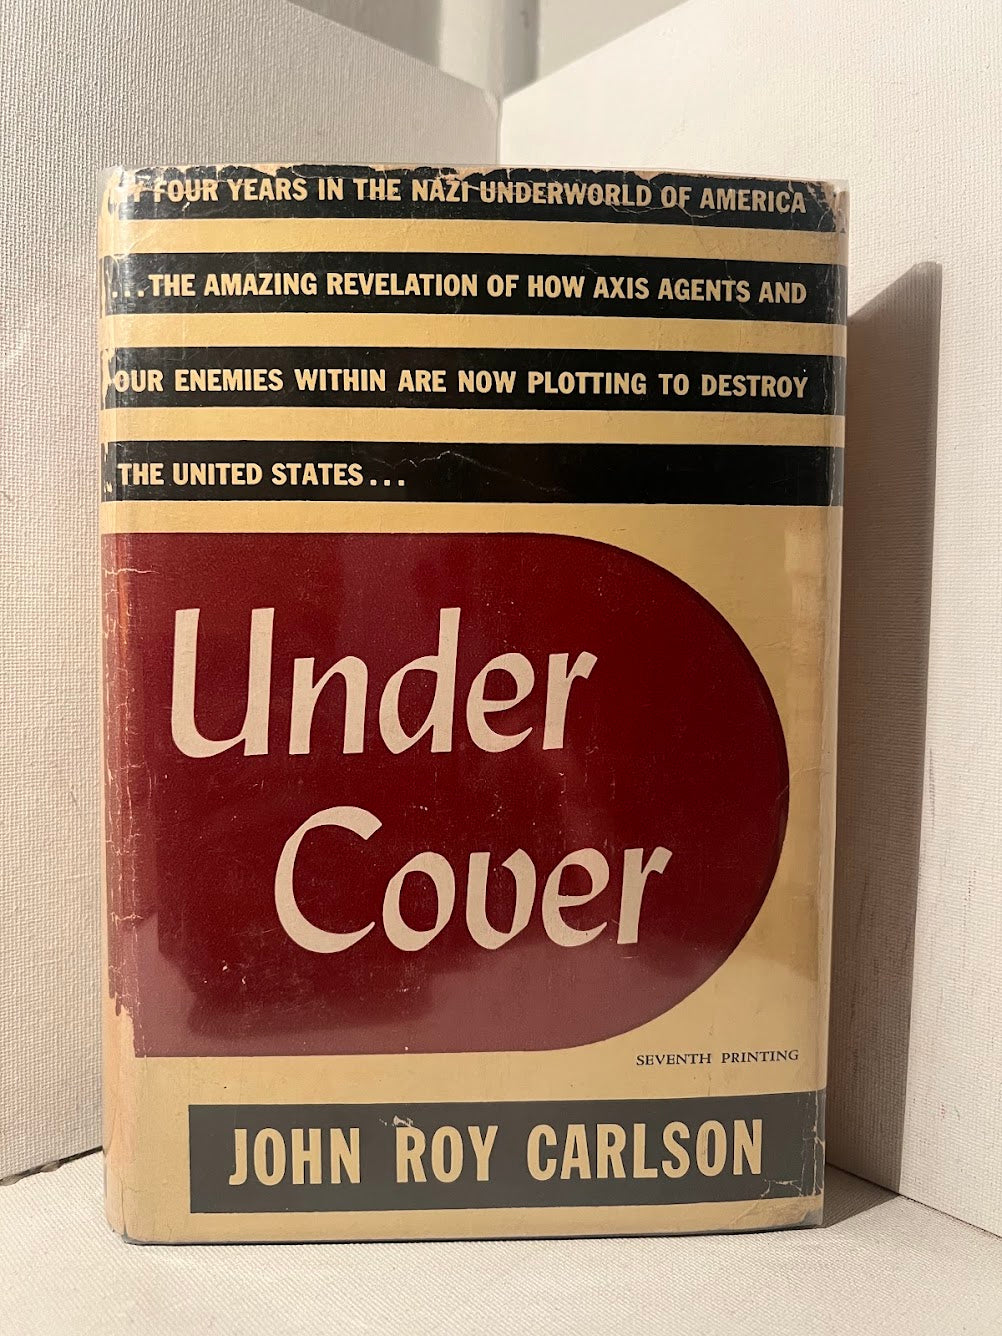 FOUR YEARS IN THE NAZI UNDERWORLD OF AMERICA
...THE AMAZING REVELATION OF HOW AXIS AGENTS AND
OUR ENEMIES WITHIN ARE NOW PLOTTING TO DESTROY
THE UNITED STATES...
Under
Cover
SEVENTH PRINTING
JOHN ROY CARLSON